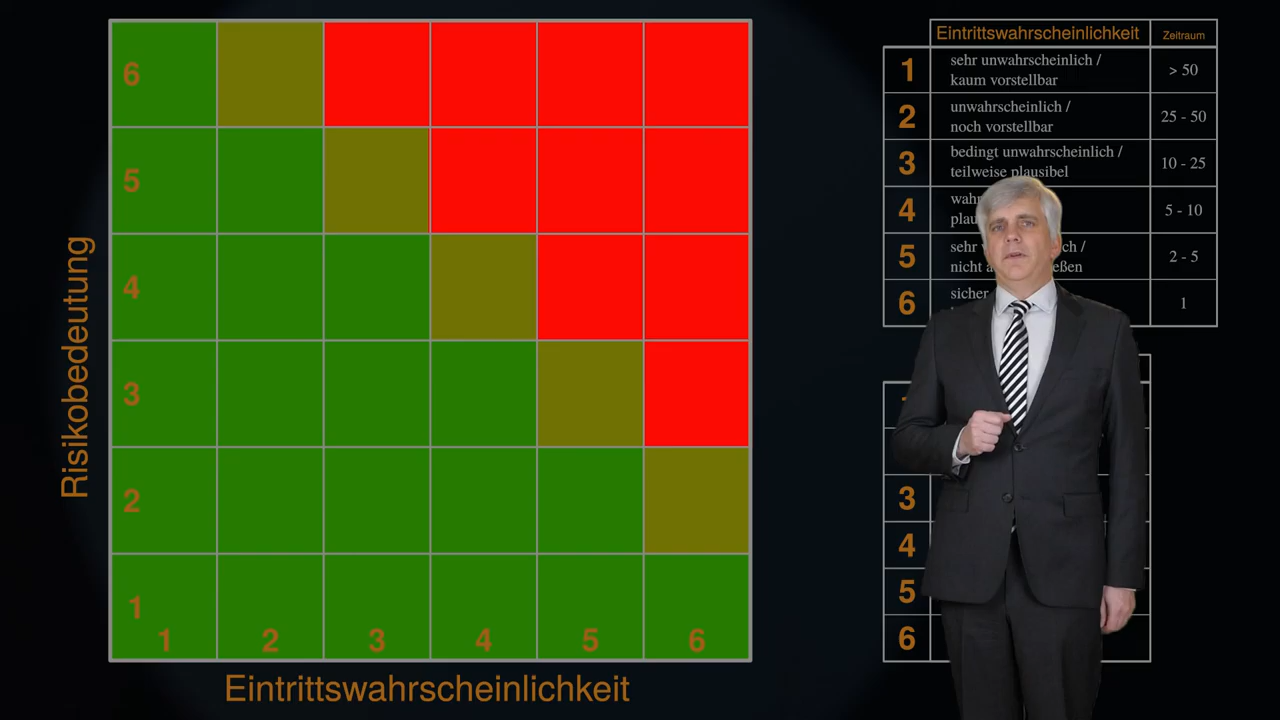 6
5
4
3
2
1
1 2 3 4 5 6
Risikobedeutung
Eintrittswahrscheinlichkeit
Eintrittswahrscheinlichkeit Zeitraum
1 sehr unwahrscheinlich / > 50
kaum vorstellbar
2 unwahrscheinlich / 25 - 50
noch vorstellbar
3 bedingt unwahrscheinlich / 10 - 25
teilweise plausibel
4 5 - 10
5 sehr / 2 - 5
nicht
6 sicher 1
3
4
5
6